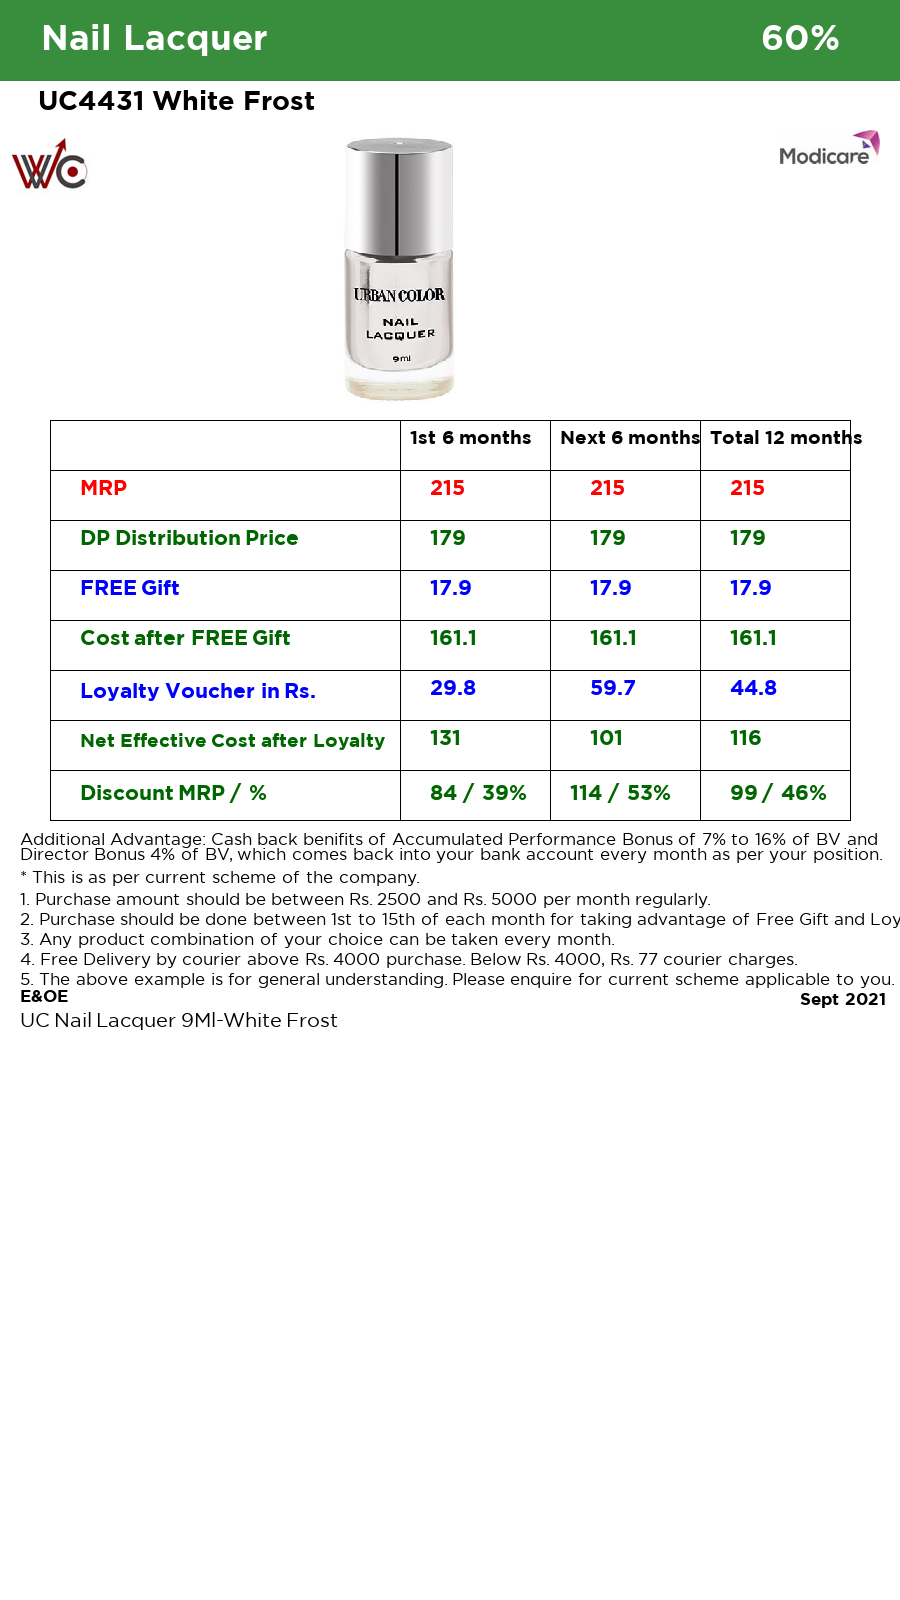 Nail Lacquer 60%
UC4431 White Frost
WC
Modicare
URBAN COLOR
NAIL
LACQUER
9ml
1st 6 months Next 6 months Total 12 months
MRP 215 215 215
DP Distribution Price 179 179 179
FREE Gift 17.9 17.9 17.9
Cost after FREE Gift 161.1 161.1 161.1
Loyalty Voucher in Rs. 29.8 59.7 44.8
Net Effective Cost after Loyalty 131 101 116
Discount MRP / % 84 / 39% 114 / 53% 99 / 46%
Additional Advantage: Cash back benifits of Accumulated Performance Bonus of 7% to 16% of BV and
Director Bonus 4% of BV, which comes back into your bank account every month as per your position.
* This is as per current scheme of the company.
1. Purchase amount should be between Rs. 2500 and Rs. 5000 per month regularly.
2. Purchase should be done between 1st to 15th of each month for taking advantage of Free Gift and Loy
3. Any product combination of your choice can be taken every month.
4. Free Delivery by courier above Rs. 4000 purchase. Below Rs. 4000, Rs. 77 courier charges.
5. The above example is for general understanding. Please enquire for current scheme applicable to you.
E&OE
Sept 2021
UC Nail Lacquer 9Ml-White Frost